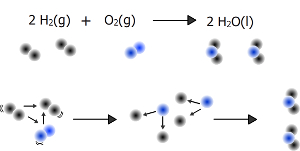 2 H₂(g) + O₂(g) ⟶ 2 H₂O(l)